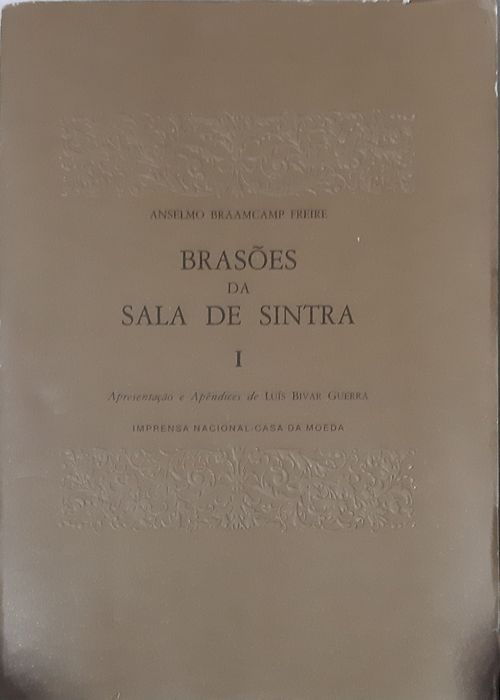 ANSELMO BRAAMCAMP FREIRE
BRASÕES
DA
SALA DE SINTRA
I
Apresentação e Apêndices de LUÍS BIVAR GUERRA
IMPRENSA NACIONAL-CASA DA MOEDA